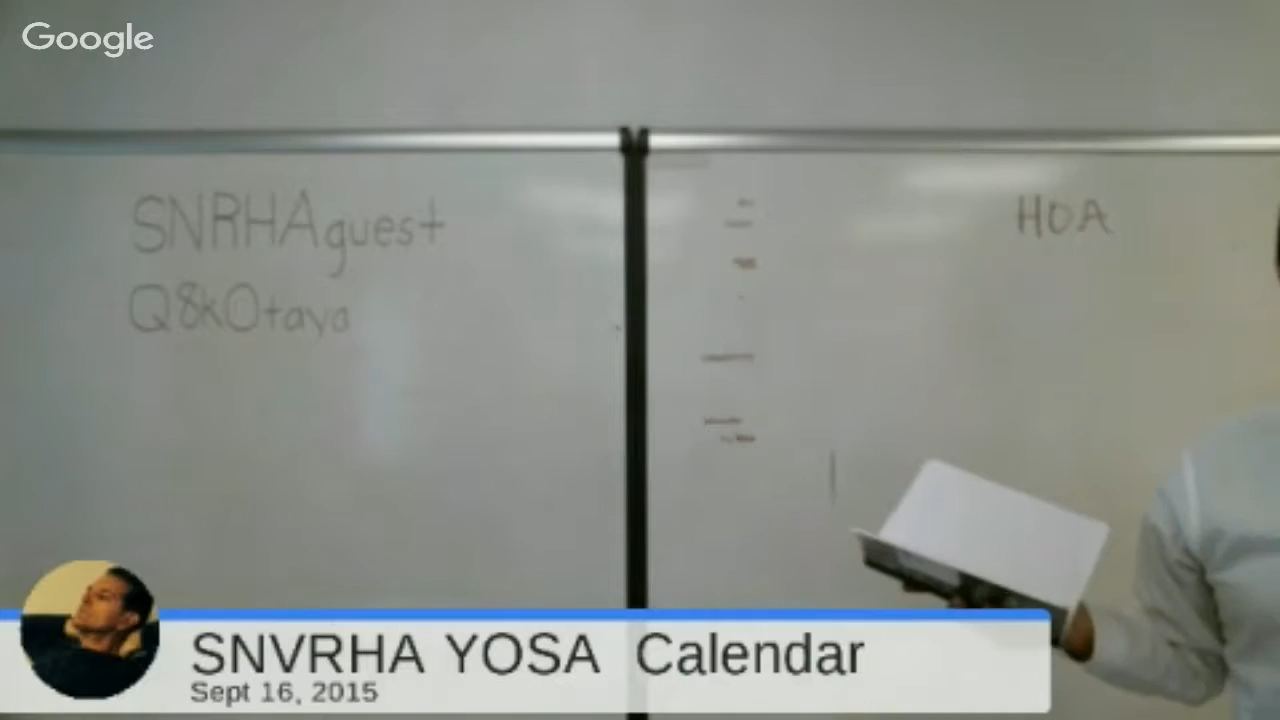 Google
SNRHAguest
HOA
Q8kOtaya
SNVRHA YOSA Calendar
Sept 16, 2015